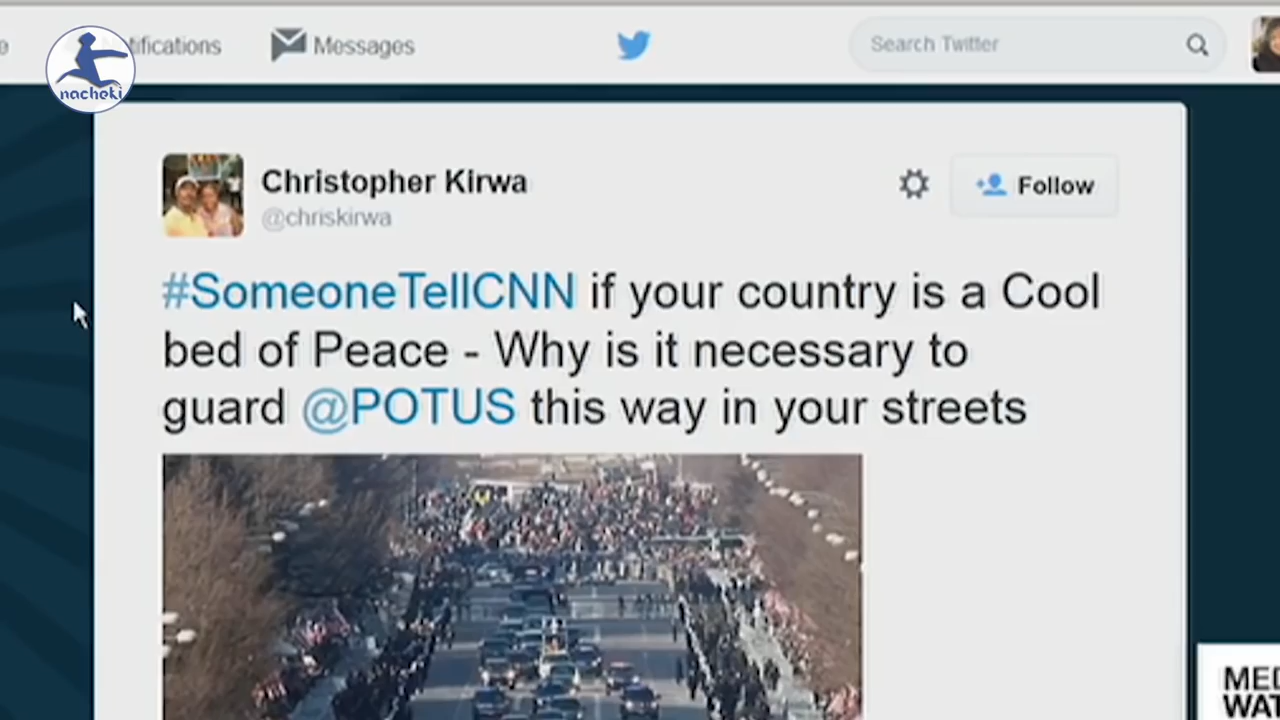 Messages
Search Twitter
nacheki
Christopher Kirwa
@chriskirwa
Follow
#SomeoneTellCNN if your country is a Cool
bed of Peace - Why is it necessary to
guard @POTUS this way in your streets